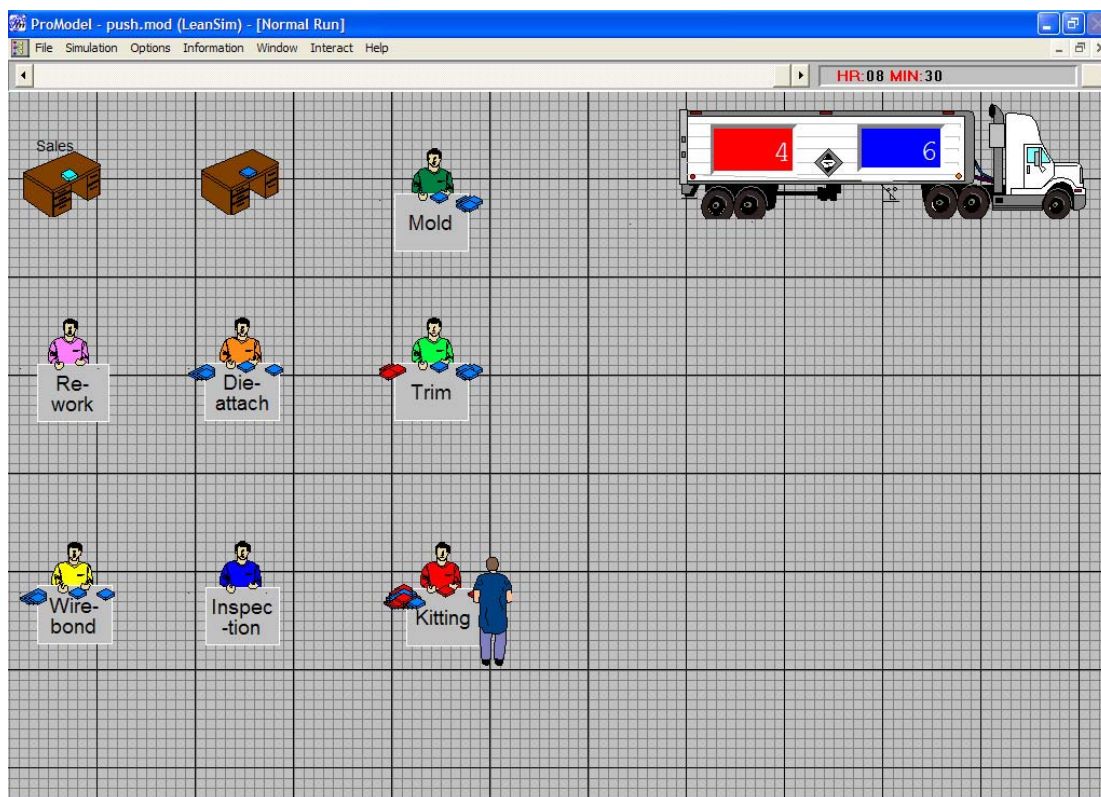 ProModel - push.mod (LeanSim) - [Normal Run]
File Simulation Options Information Window Interact Help
HR:08 MIN:30
Sales
4 6
Mold
Re-
work
Die-
attach
Trim
Wire-
bond
Inspec
-tion
Kitting